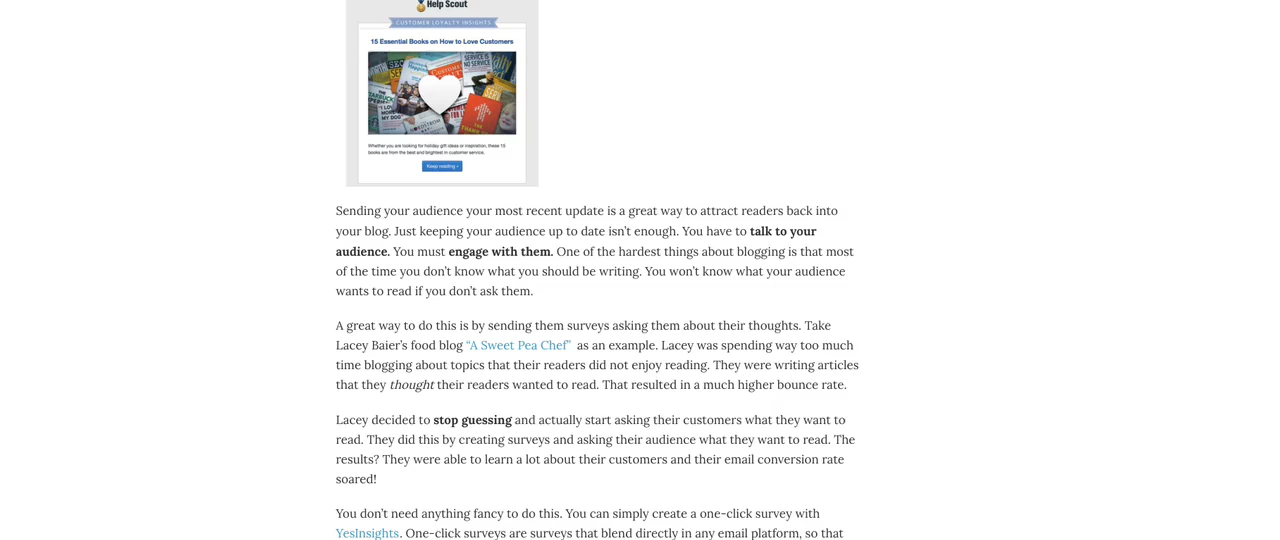 Help Scout
CUSTOMER LOYALTY INSIGHTS
15 Essential Books on How to Love Customers
Whether you are looking for holiday gift ideas or inspiration, these 15
books are from the best and brightest in customer service.
Keep reading ›
Sending your audience your most recent update is a great way to attract readers back into
your blog. Just keeping your audience up to date isn’t enough. You have to talk to your
audience. You must engage with them. One of the hardest things about blogging is that most
of the time you don’t know what you should be writing. You won’t know what your audience
wants to read if you don’t ask them.
A great way to do this is by sending them surveys asking them about their thoughts. Take
Lacey Baier’s food blog “A Sweet Pea Chef” as an example. Lacey was spending way too much
time blogging about topics that their readers did not enjoy reading. They were writing articles
that they thought their readers wanted to read. That resulted in a much higher bounce rate.
Lacey decided to stop guessing and actually start asking their customers what they want to
read. They did this by creating surveys and asking their audience what they want to read. The
results? They were able to learn a lot about their customers and their email conversion rate
soared!
You don’t need anything fancy to do this. You can simply create a one-click survey with
YesInsights. One-click surveys are surveys that blend directly in any email platform, so that